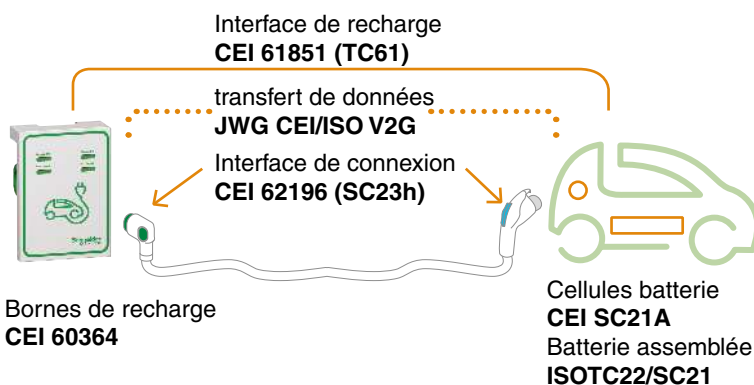 Interface de recharge
CEI 61851 (TC61)
transfert de données
JWG CEI/ISO V2G
Interface de connexion
CEI 62196 (SC23h)
Bornes de recharge
CEI 60364
Cellules batterie
CEI SC21A
Batterie assemblée
ISOTC22/SC21